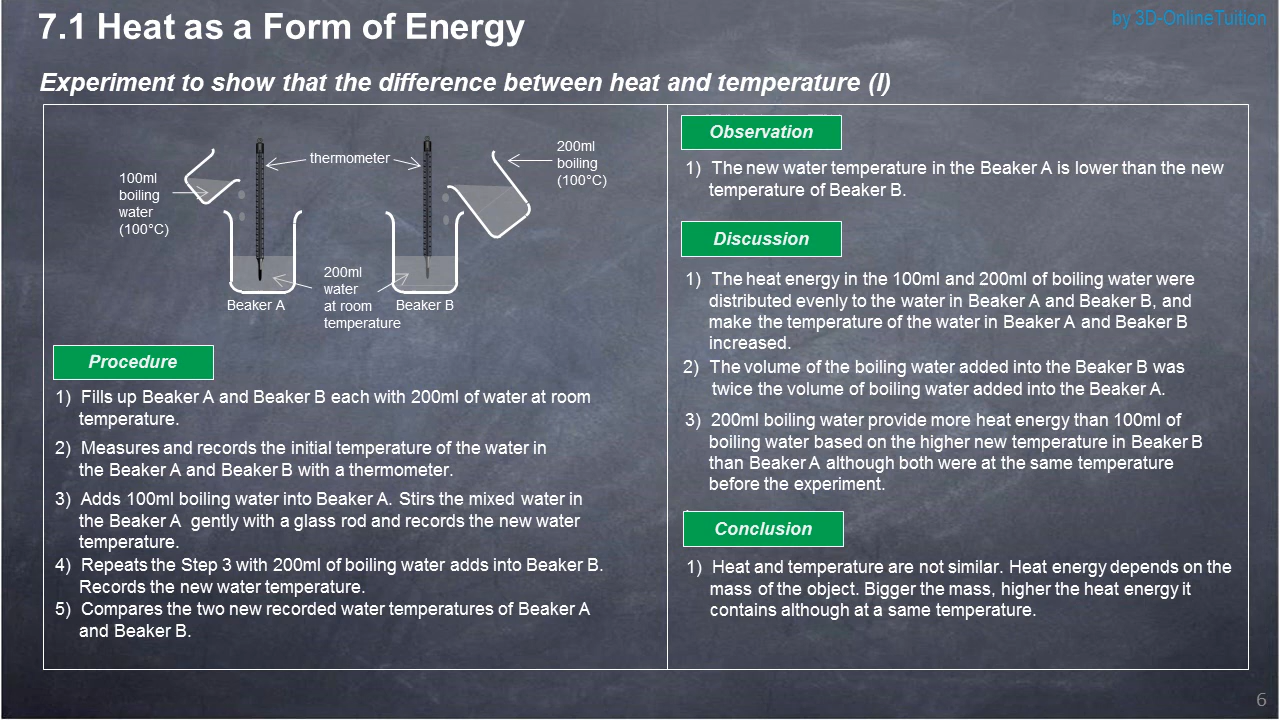 7.1 Heat as a Form of Energy
by 3D-OnlineTuition
Experiment to show that the difference between heat and temperature (I)
100ml
boiling
water
(100°C)
thermometer
200ml
boiling
(100°C)
200ml
water
at room
temperature
Beaker A
Beaker B
Procedure
1) Fills up Beaker A and Beaker B each with 200ml of water at room
temperature.
2) Measures and records the initial temperature of the water in
the Beaker A and Beaker B with a thermometer.
3) Adds 100ml boiling water into Beaker A. Stirs the mixed water in
the Beaker A gently with a glass rod and records the new water
temperature.
4) Repeats the Step 3 with 200ml of boiling water adds into Beaker B.
Records the new water temperature.
5) Compares the two new recorded water temperatures of Beaker A
and Beaker B.
Observation
1) The new water temperature in the Beaker A is lower than the new
temperature of Beaker B.
Discussion
1) The heat energy in the 100ml and 200ml of boiling water were
distributed evenly to the water in Beaker A and Beaker B, and
make the temperature of the water in Beaker A and Beaker B
increased.
2) The volume of the boiling water added into the Beaker B was
twice the volume of boiling water added into the Beaker A.
3) 200ml boiling water provide more heat energy than 100ml of
boiling water based on the higher new temperature in Beaker B
than Beaker A although both were at the same temperature
before the experiment.
Conclusion
1) Heat and temperature are not similar. Heat energy depends on the
mass of the object. Bigger the mass, higher the heat energy it
contains although at a same temperature.
6